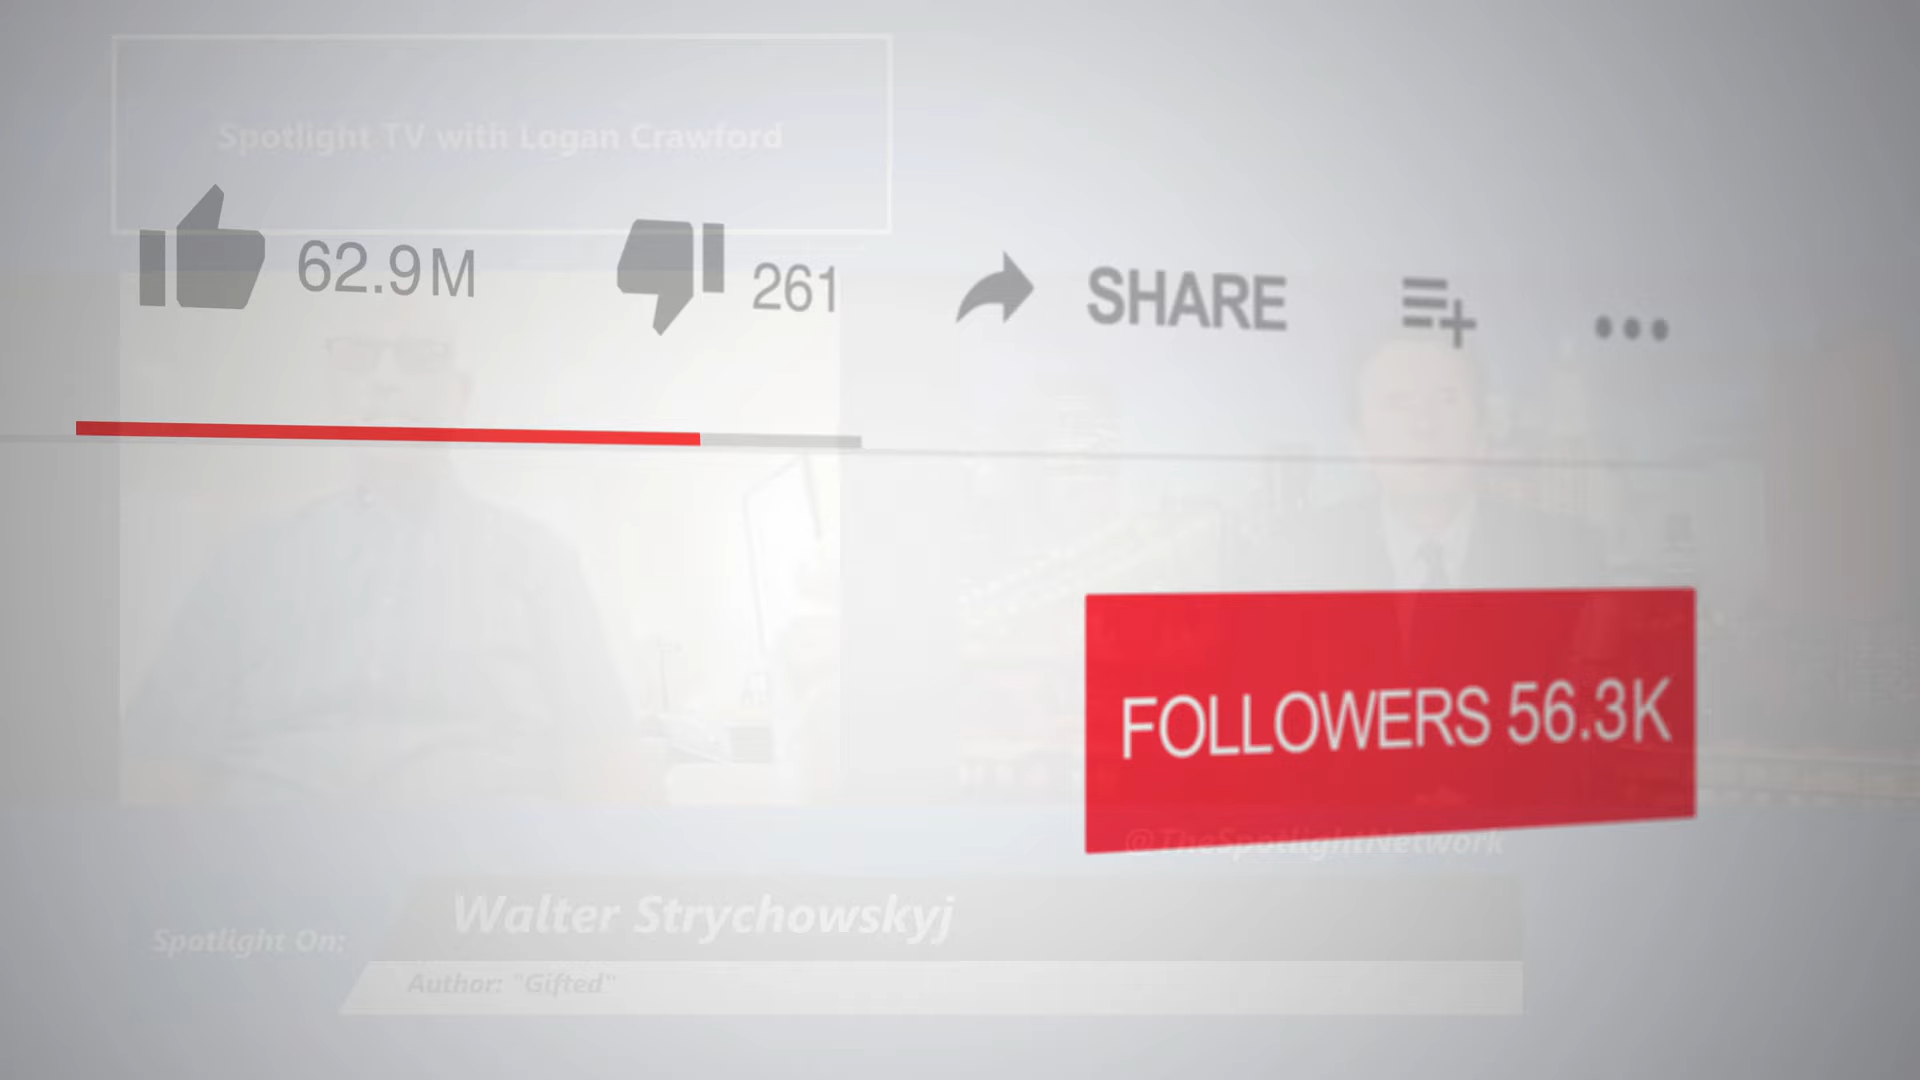 Spotlight TV with Logan Crawford
62.9M
261
SHARE
FOLLOWERS 56.3K
@TheSpotlightNetwork
Walter Strychowskyj
Spotlight On:
Author: "Gifted"